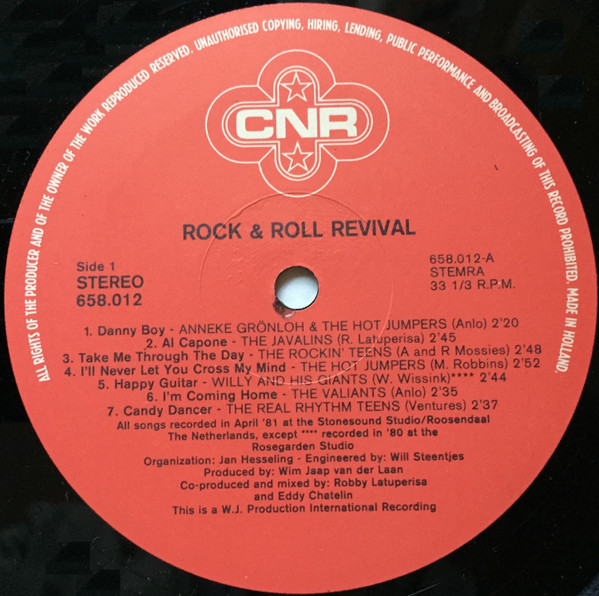 ALL RIGHTS OF THE PRODUCER AND OF THE OWNER OF THE WORK REPRODUCED RESERVED. UNAUTHORISED COPYING, HIRING, LENDING, PUBLIC PERFORMANCE AND BROADCASTING OF THIS RECORD PROHIBITED. MADE IN HOLLAND.
CNR
ROCK & ROLL REVIVAL
Side 1
STEREO
658.012
658.012-A
STEMRA
33 1/3 R.P.M.
1. Danny Boy - ANNEKE GRÖNLOH & THE HOT JUMPERS (Anlo) 2'20
2. Al Capone - THE JAVALINS (R. Latuperisa) 2'45
3. Take Me Through The Day - THE ROCKIN' TEENS (A and R Mossies) 2'48
4. I'll Never Let You Cross My Mind - THE HOT JUMPERS (M. Robbins) 2'52
5. Happy Guitar - WILLY AND HIS GIANTS (W. Wissink)**** 2'44
6. I'm Coming Home - THE VALIANTS (Anlo) 2'35
7. Candy Dancer - THE REAL RHYTHM TEENS (Ventures) 2'37
All songs recorded in April '81 at the Stonesound Studio/Roosendaal
The Netherlands, except **** recorded in '80 at the
Rosegarden Studio
Organization: Jan Hesseling - Engineered by: Will Steentjes
Produced by: Wim Jaap van der Laan
Co-produced and mixed by: Robby Latuperisa
and Eddy Chatelin
This is a W.J. Production International Recording